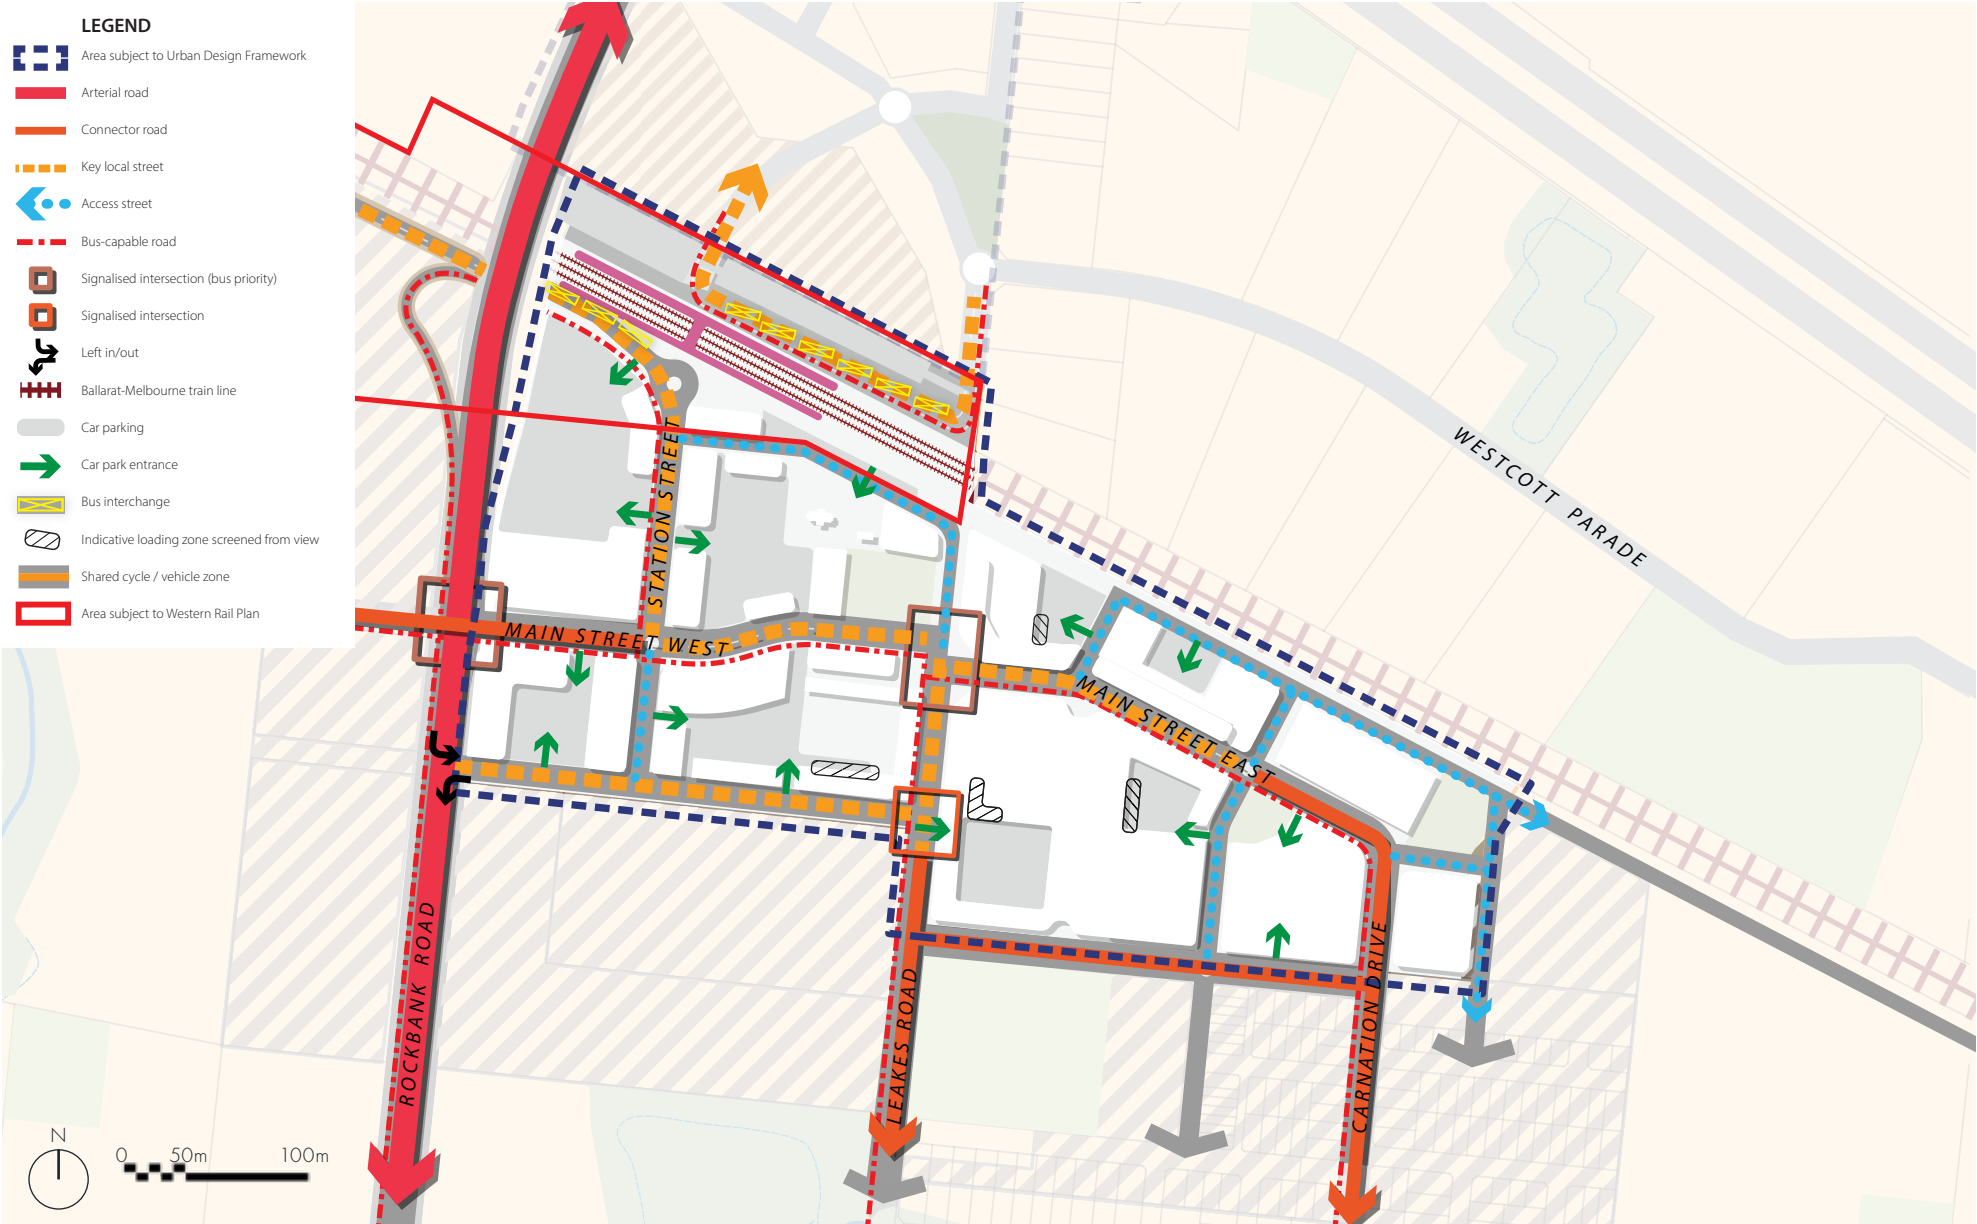 LEGEND
Area subject to Urban Design Framework
Arterial road
Connector road
Key local street
Access street
Bus-capable road
Signalised intersection (bus priority)
Signalised intersection
Left in/out
Ballarat-Melbourne train line
Car parking
Car park entrance
Bus interchange
Indicative loading zone screened from view
Shared cycle / vehicle zone
Area subject to Western Rail Plan
WESTCOTT PARADE
STATION STREET
MAIN STREET WEST
MAIN STREET EAST
ROCKBANK ROAD
LEAKES ROAD
CARNATION DRIVE
N
0 50m 100m